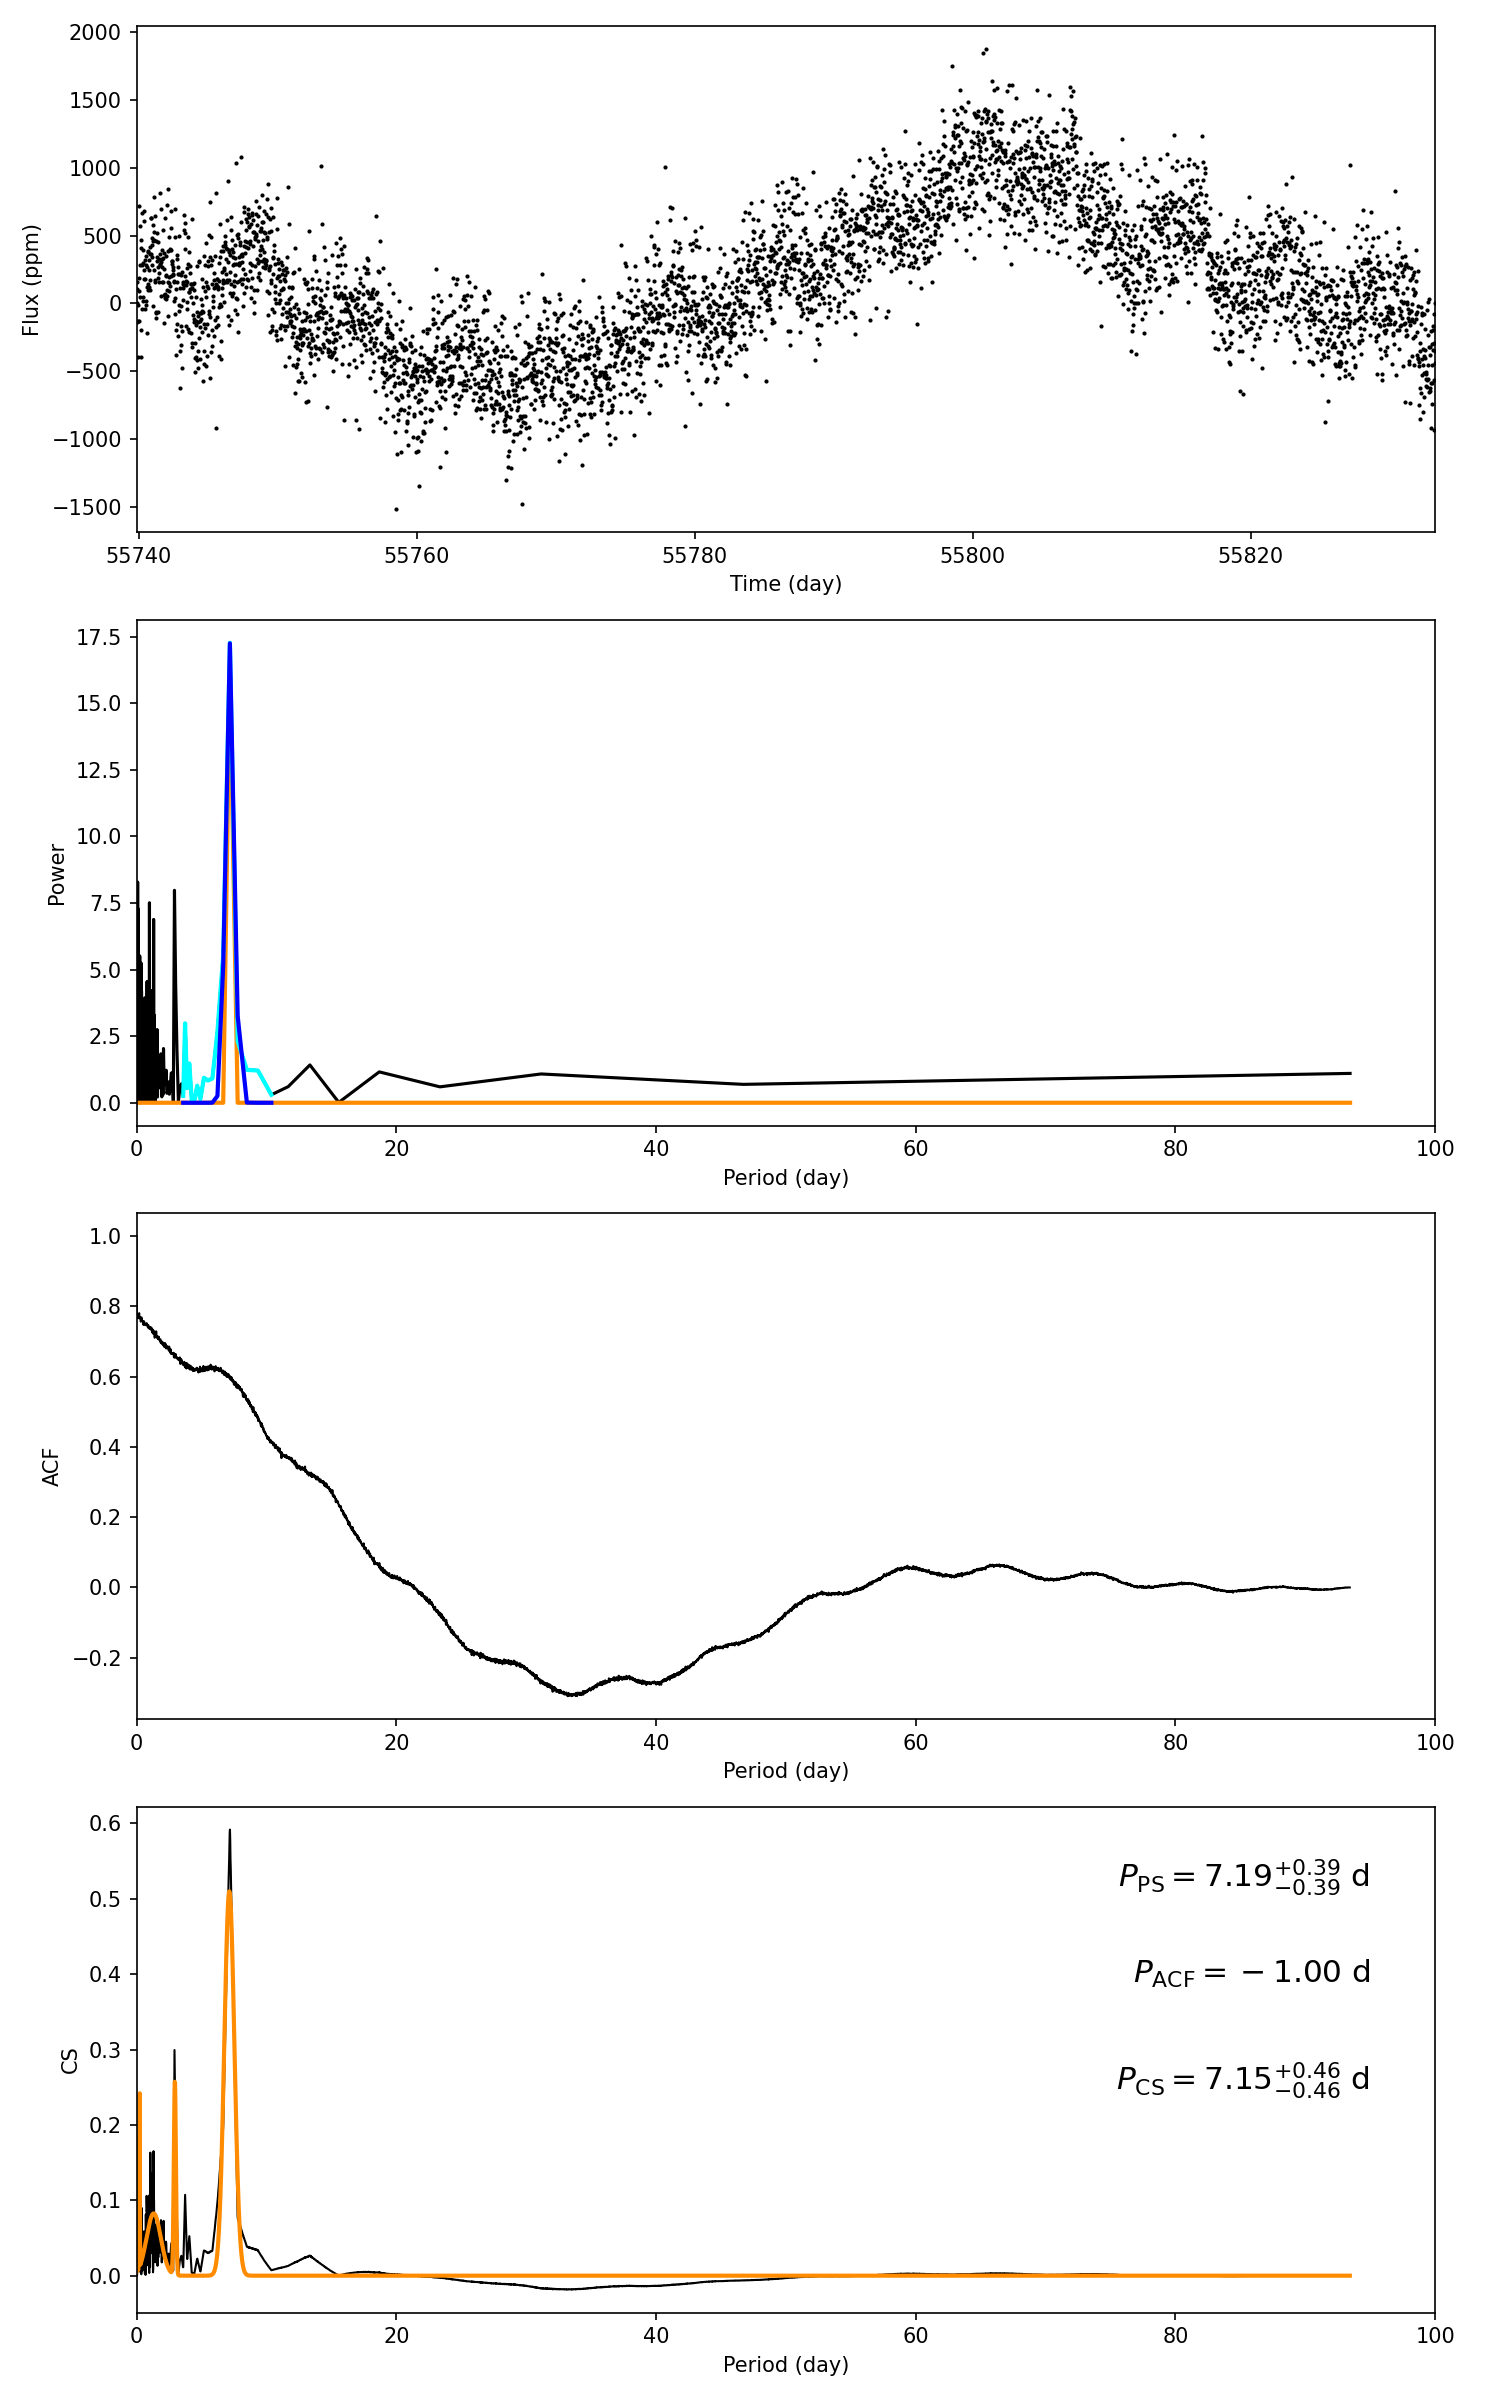 2000
1500
1000
500
0
−500
−1000
−1500
Flux (ppm)
55740 55760 55780 55800 55820
Time (day)
17.5
15.0
12.5
10.0
7.5
5.0
2.5
0.0
Power
0 20 40 60 80 100
Period (day)
1.0
0.8
0.6
0.4
0.2
0.0
−0.2
ACF
0 20 40 60 80 100
Period (day)
0.6
0.5
0.4
0.3
0.2
0.1
0.0
CS
P_PS = 7.19 +0.39 −0.39 d
P_ACF = −1.00 d
P_CS = 7.15 +0.46 −0.46 d
0 20 40 60 80 100
Period (day)